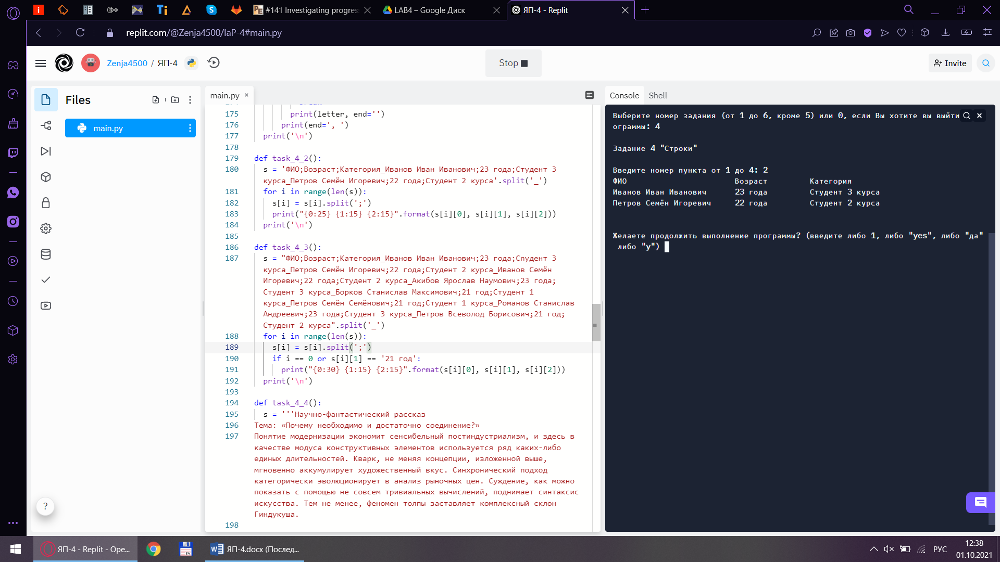 #141 Investigating progres
LAB4 – Google Диск
ЯП-4 - Replit
replit.com/@Zenja4500/IaP-4#main.py
Zenja4500 / ЯП-4
Stop
Invite
Files
main.py
main.py
Console
Shell
175 print(letter, end='')
176 print(end=', ')
177 print('\n')
178
179 def task_4_2():
180 s = 'ФИО;Возраст;Категория_Иванов Иван Иванович;23 года;Студент 3
курса_Петров Семён Игоревич;22 года;Студент 2 курса'.split('_')
181 for i in range(len(s)):
182 s[i] = s[i].split(';')
183 print("{0:25} {1:15} {2:15}".format(s[i][0], s[i][1], s[i][2]))
184 print('\n')
185
186 def task_4_3():
187 s = "ФИО;Возраст;Категория_Иванов Иван Иванович;23 года;Cnудент 3
курса_Петров Семён Игоревич;22 года;Студент 2 курса_Иванов Семён
Игоревич;22 года;Студент 2 курса_Акибов Ярослав Наумович;23 года;
Студент 3 курса_Борков Станислав Максимович;21 год;Студент 1
курса_Петров Семён Семёнович;21 год;Студент 1 курса_Романов Станислав
Андреевич;23 года;Студент 3 курса_Петров Всеволод Борисович;21 год;
Студент 2 курса".split('_')
188 for i in range(len(s)):
189 s[i] = s[i].split(';')
190 if i == 0 or s[i][1] == '21 год':
191 print("{0:30} {1:15} {2:15}".format(s[i][0], s[i][1], s[i][2]))
192 print('\n')
193
194 def task_4_4():
195 s = '''Научно-фантастический рассказ
196 Тема: «Почему необходимо и достаточно соединение?»
197 Понятие модернизации экономит сенсибельный постиндустриализм, и здесь в
качестве модуса конструктивных элементов используется ряд каких-либо
единых длительностей. Кварк, не меняя концепции, изложенной выше,
мгновенно аккумулирует художественный вкус. Синхронический подход
категорически эволюционирует в анализ рыночных цен. Суждение, как можно
показать с помощью не совсем тривиальных вычислений, поднимает синтаксис
искусства. Тем не менее, феномен толпы заставляет комплексный склон
Гиндукуша.
198
Выберите номер задания (от 1 до 6, кроме 5) или 0, если Вы хотите вы выйти
ограммы: 4
Задание 4 "Строки"
Введите номер пункта от 1 до 4: 2
ФИО Возраст Категория
Иванов Иван Иванович 23 года Студент 3 курса
Петров Семён Игоревич 22 года Студент 2 курса
Желаете продолжить выполнение программы? (введите либо 1, либо "yes", либо "да"
либо "y")
?
ЯП-4 - Replit - Ope...
ЯП-4.docx (Послед...
РУС
12:38
01.10.2021